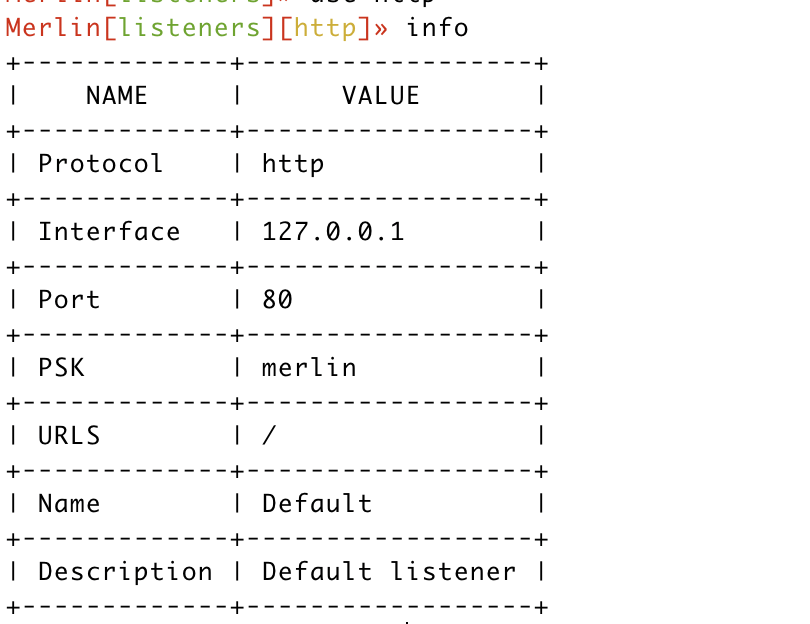 Merlin[listeners]» use http
Merlin[listeners][http]» info
+-------------+------------------+
|    NAME     |      VALUE       |
+-------------+------------------+
| Protocol    | http             |
+-------------+------------------+
| Interface   | 127.0.0.1        |
+-------------+------------------+
| Port        | 80               |
+-------------+------------------+
| PSK         | merlin           |
+-------------+------------------+
| URLS        | /                |
+-------------+------------------+
| Name        | Default          |
+-------------+------------------+
| Description | Default listener |
+-------------+------------------+